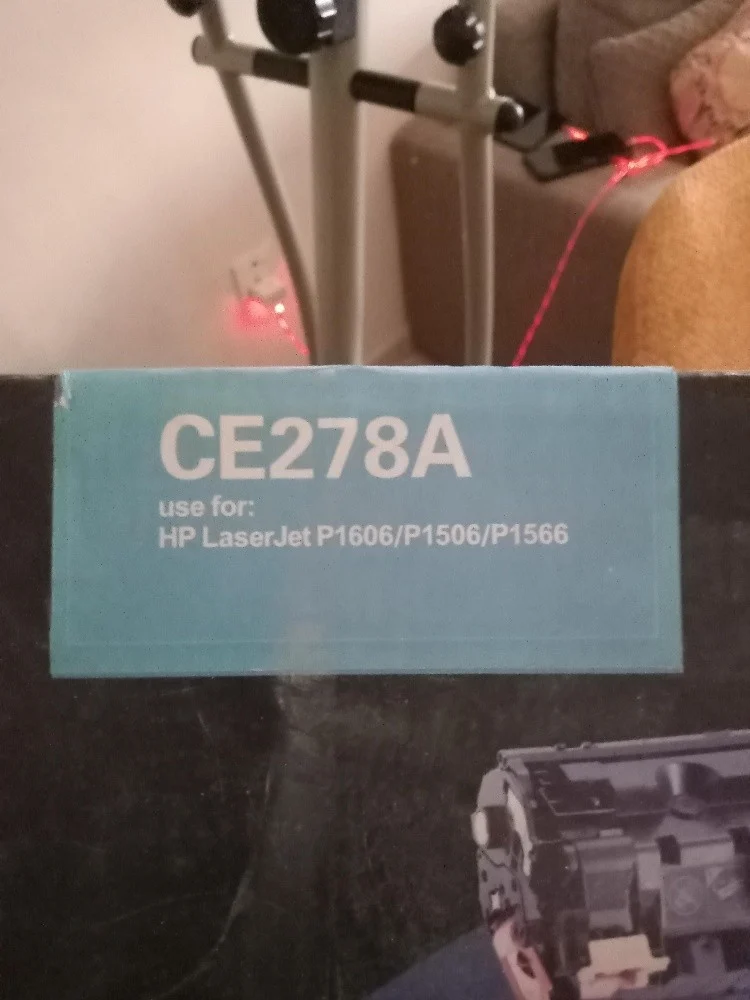 CE278A
use for:
HP LaserJet P1606/P1506/P1566